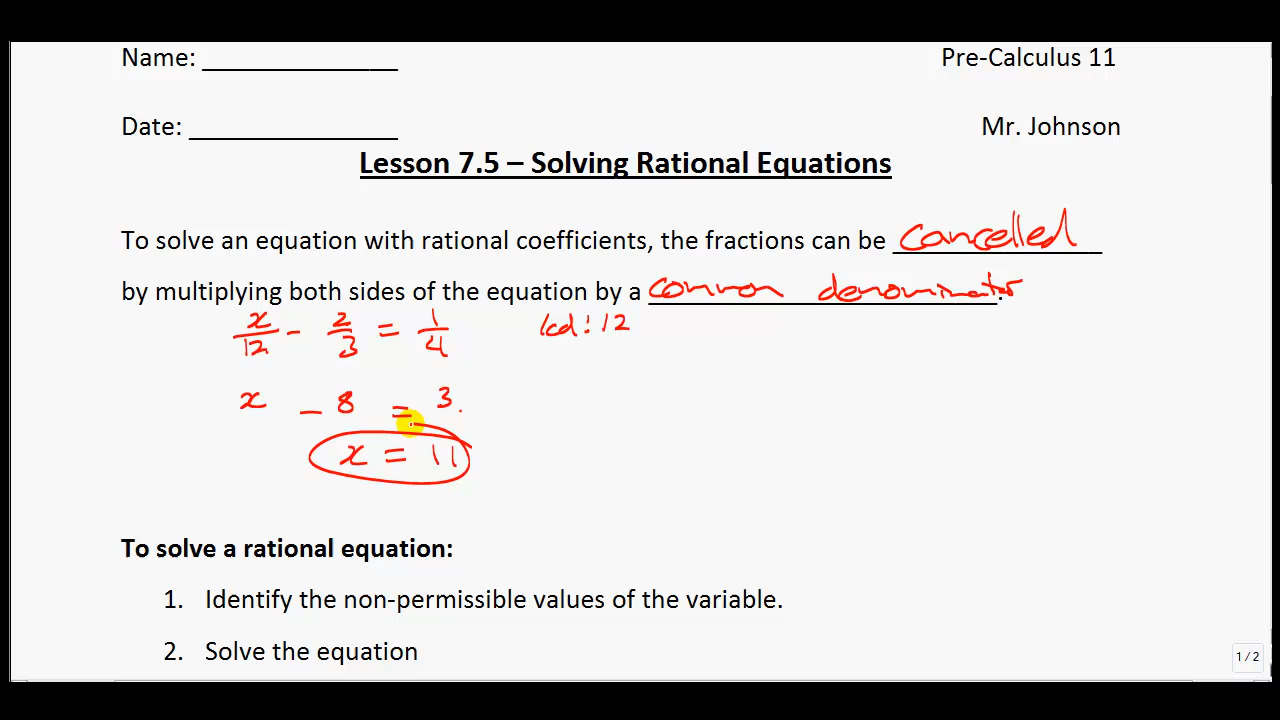 Name: ______________ Pre-Calculus 11
Date: _______________ Mr. Johnson
Lesson 7.5 – Solving Rational Equations
To solve an equation with rational coefficients, the fractions can be cancelled
by multiplying both sides of the equation by a common denominator.
x/12 - 2/3 = 1/4 lcd: 12
x - 8 = 3.
x = 11
To solve a rational equation:
1. Identify the non-permissible values of the variable.
2. Solve the equation
1 / 2